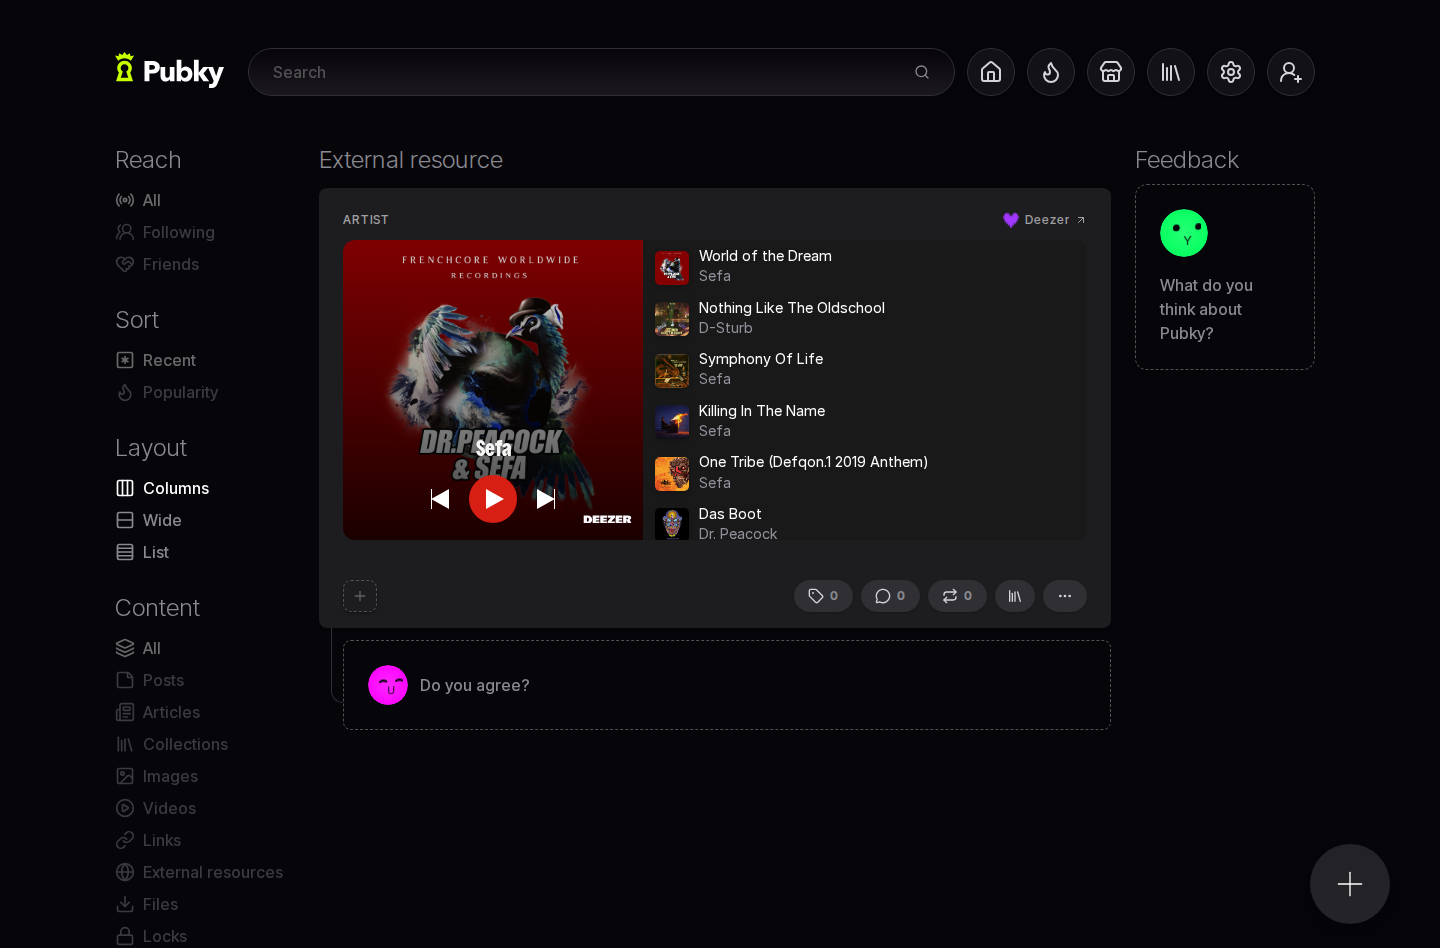 Pubky
Search
Reach
All
Following
Friends
Sort
Recent
Popularity
Layout
Columns
Wide
List
Content
All
Posts
Articles
Collections
Images
Videos
Links
External resources
Files
Locks
External resource
ARTIST
Deezer
FRENCHCORE WORLDWIDE
RECORDINGS
DR.PEACOCK
& SEFA
Sefa
DEEZER
World of the Dream
Sefa
Nothing Like The Oldschool
D-Sturb
Symphony Of Life
Sefa
Killing In The Name
Sefa
One Tribe (Defqon.1 2019 Anthem)
Sefa
Das Boot
Dr. Peacock
0
0
0
Do you agree?
Feedback
What do you
think about
Pubky?